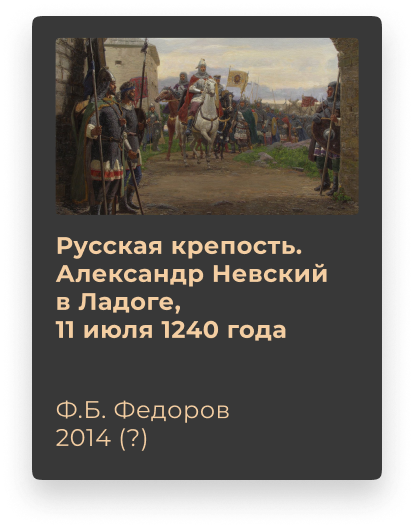 Русская крепость.
Александр Невский
в Ладоге,
11 июля 1240 года
Ф.Б. Федоров
2014 (?)